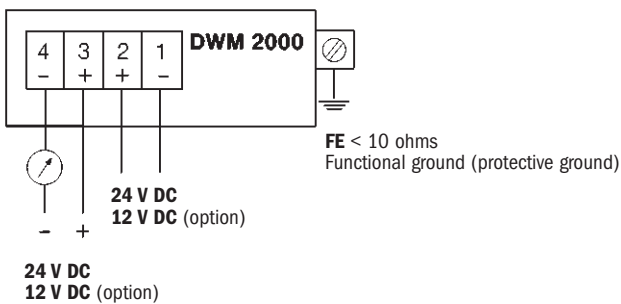 4 3 2 1 DWM 2000
– + + –
FE < 10 ohms
Functional ground (protective ground)
24 V DC
12 V DC (option)
– +
24 V DC
12 V DC (option)